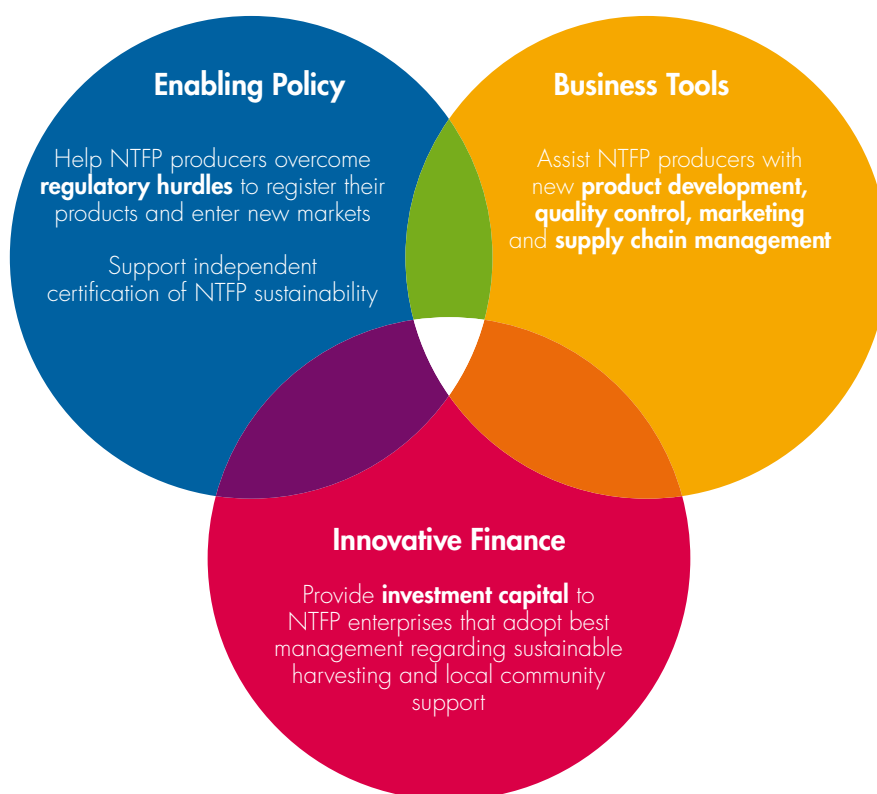 Enabling Policy
Help NTFP producers overcome
regulatory hurdles to register their
products and enter new markets
Support independent
certification of NTFP sustainability
Business Tools
Assist NTFP producers with
new product development,
quality control, marketing
and supply chain management
Innovative Finance
Provide investment capital to
NTFP enterprises that adopt best
management regarding sustainable
harvesting and local community
support